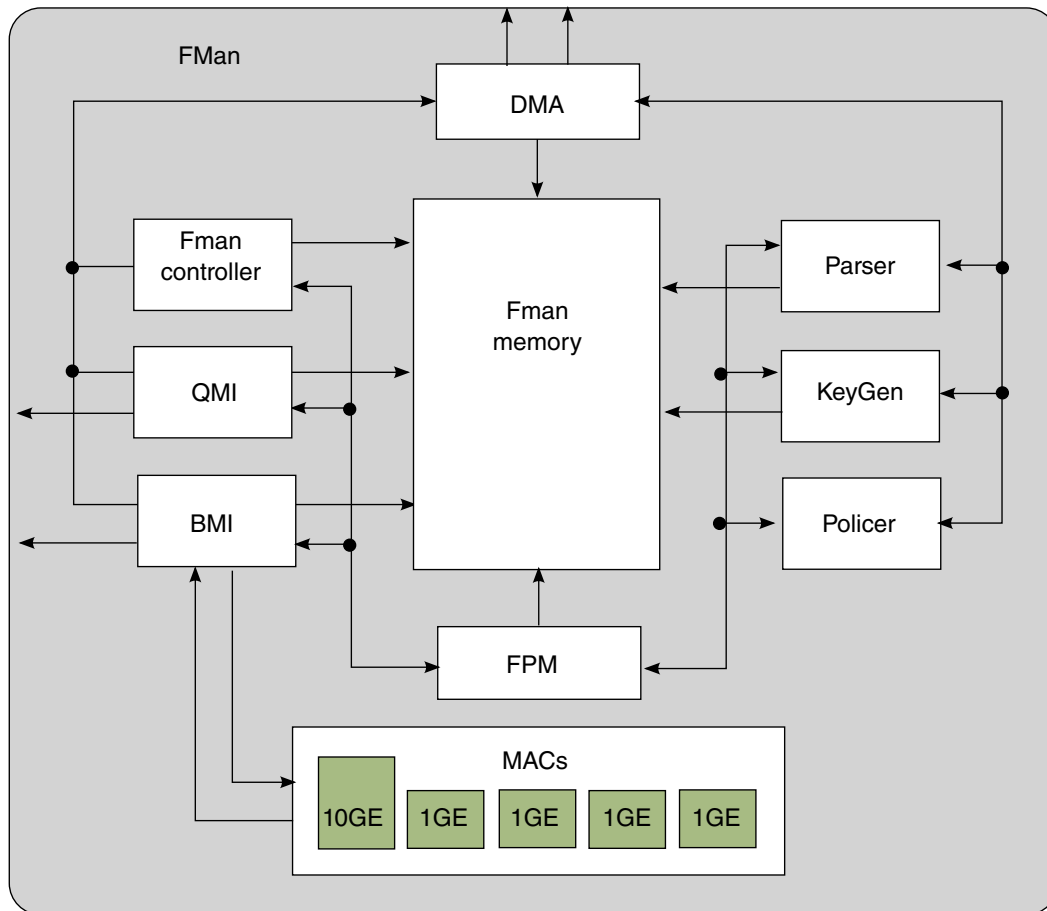 FMan
DMA
Fman
controller
Parser
Fman
memory
QMI
KeyGen
BMI
Policer
FPM
MACs
10GE
1GE
1GE
1GE
1GE